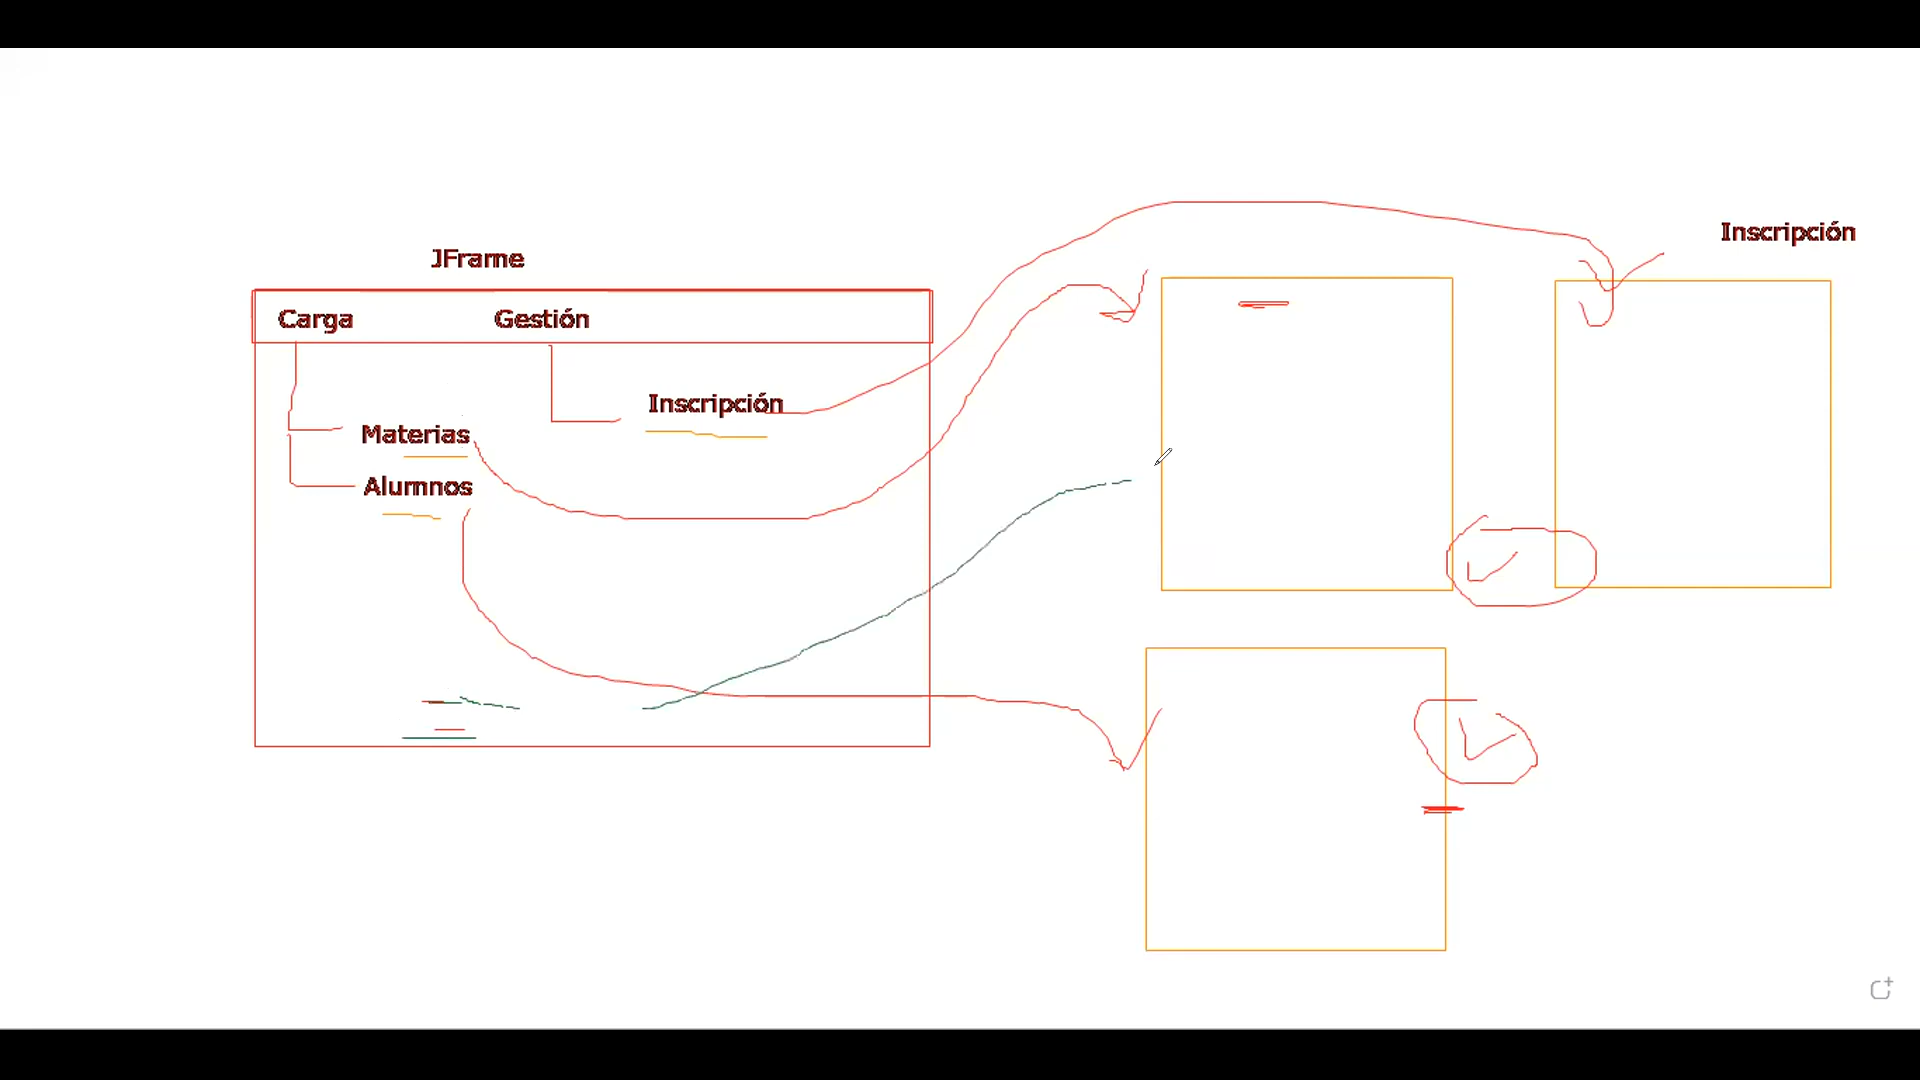 Inscripción
JFrame
Carga Gestión
Inscripción
Materias
Alumnos